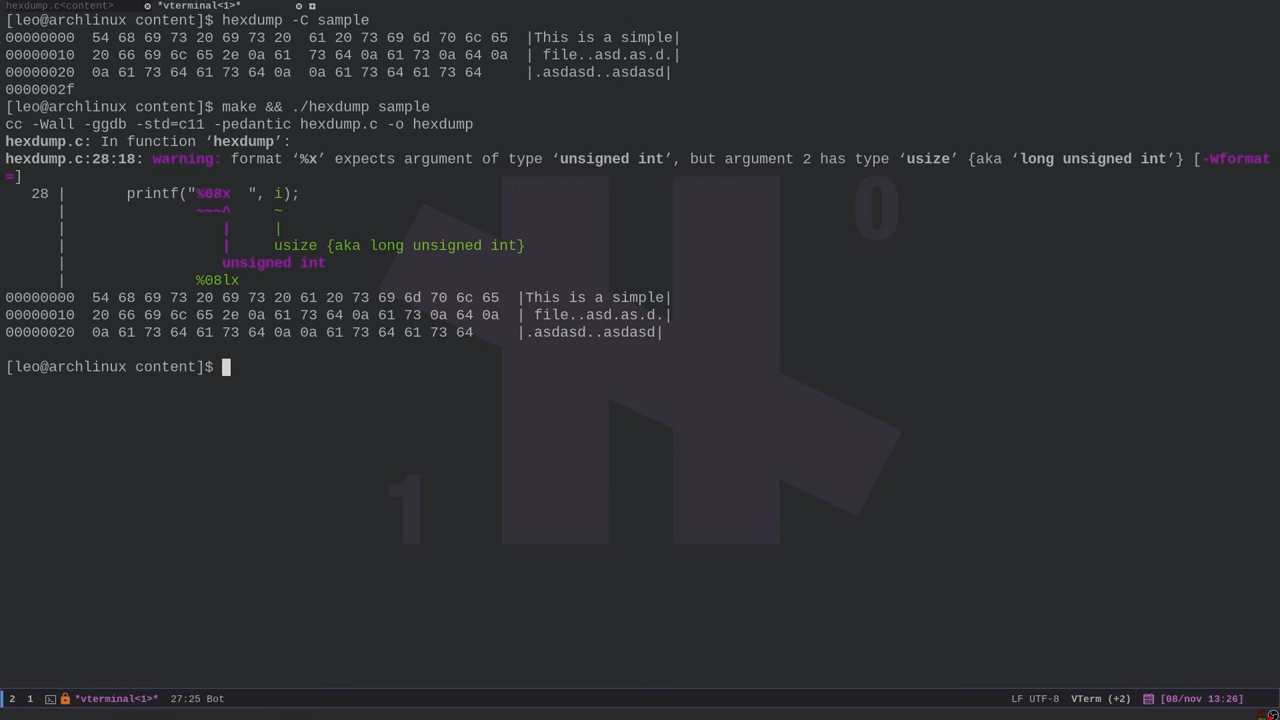 hexdump.c<content> *vterminal<1>*
[leo@archlinux content]$ hexdump -C sample
00000000  54 68 69 73 20 69 73 20  61 20 73 69 6d 70 6c 65  |This is a simple|
00000010  20 66 69 6c 65 2e 0a 61  73 64 0a 61 73 0a 64 0a  | file..asd.as.d.|
00000020  0a 61 73 64 61 73 64 0a  0a 61 73 64 61 73 64     |.asdasd..asdasd|
0000002f
[leo@archlinux content]$ make && ./hexdump sample
cc -Wall -ggdb -std=c11 -pedantic hexdump.c -o hexdump
hexdump.c: In function ‘hexdump’:
hexdump.c:28:18: warning: format ‘%x’ expects argument of type ‘unsigned int’, but argument 2 has type ‘usize’ {aka ‘long unsigned int’} [-Wformat
=]
   28 |       printf("%08x  ", i);
      |               ~~~^     ~
      |                  |     |
      |                  |     usize {aka long unsigned int}
      |                  unsigned int
      |               %08lx
00000000  54 68 69 73 20 69 73 20 61 20 73 69 6d 70 6c 65  |This is a simple|
00000010  20 66 69 6c 65 2e 0a 61 73 64 0a 61 73 0a 64 0a  | file..asd.as.d.|
00000020  0a 61 73 64 61 73 64 0a 0a 61 73 64 61 73 64     |.asdasd..asdasd|
[leo@archlinux content]$
0
1
2 1 *vterminal<1>* 27:25 Bot LF UTF-8 VTerm (+2) [08/nov 13:26]